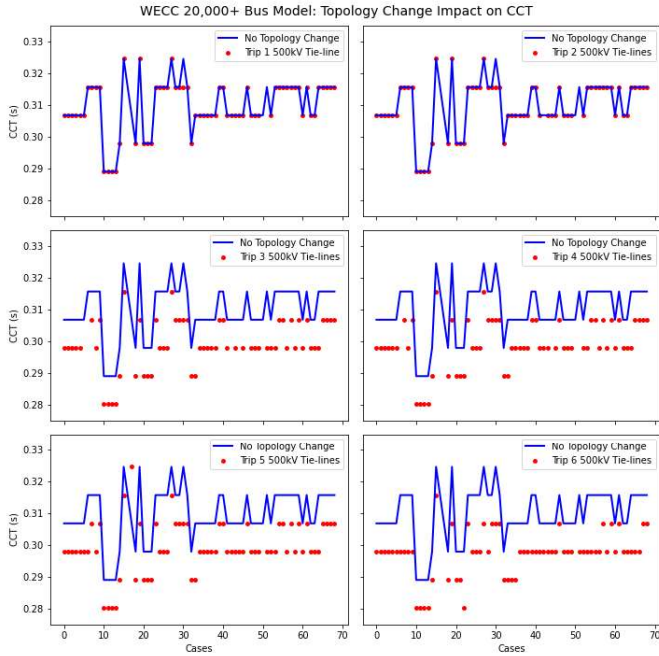 WECC 20,000+ Bus Model: Topology Change Impact on CCT
0.33
0.32
0.31
0.30
0.29
0.28
CCT (s)
No Topology Change
Trip 1 500kV Tie-lines
No Topology Change
Trip 2 500kV Tie-lines
0.33
0.32
0.31
0.30
0.29
0.28
CCT (s)
No Topology Change
Trip 3 500kV Tie-lines
No Topology Change
Trip 4 500kV Tie-lines
0.33
0.32
0.31
0.30
0.29
0.28
CCT (s)
No Topology Change
Trip 5 500kV Tie-lines
No Topology Change
Trip 6 500kV Tie-lines
0 10 20 30 40 50 60 70
0 10 20 30 40 50 60 70
Cases
Cases